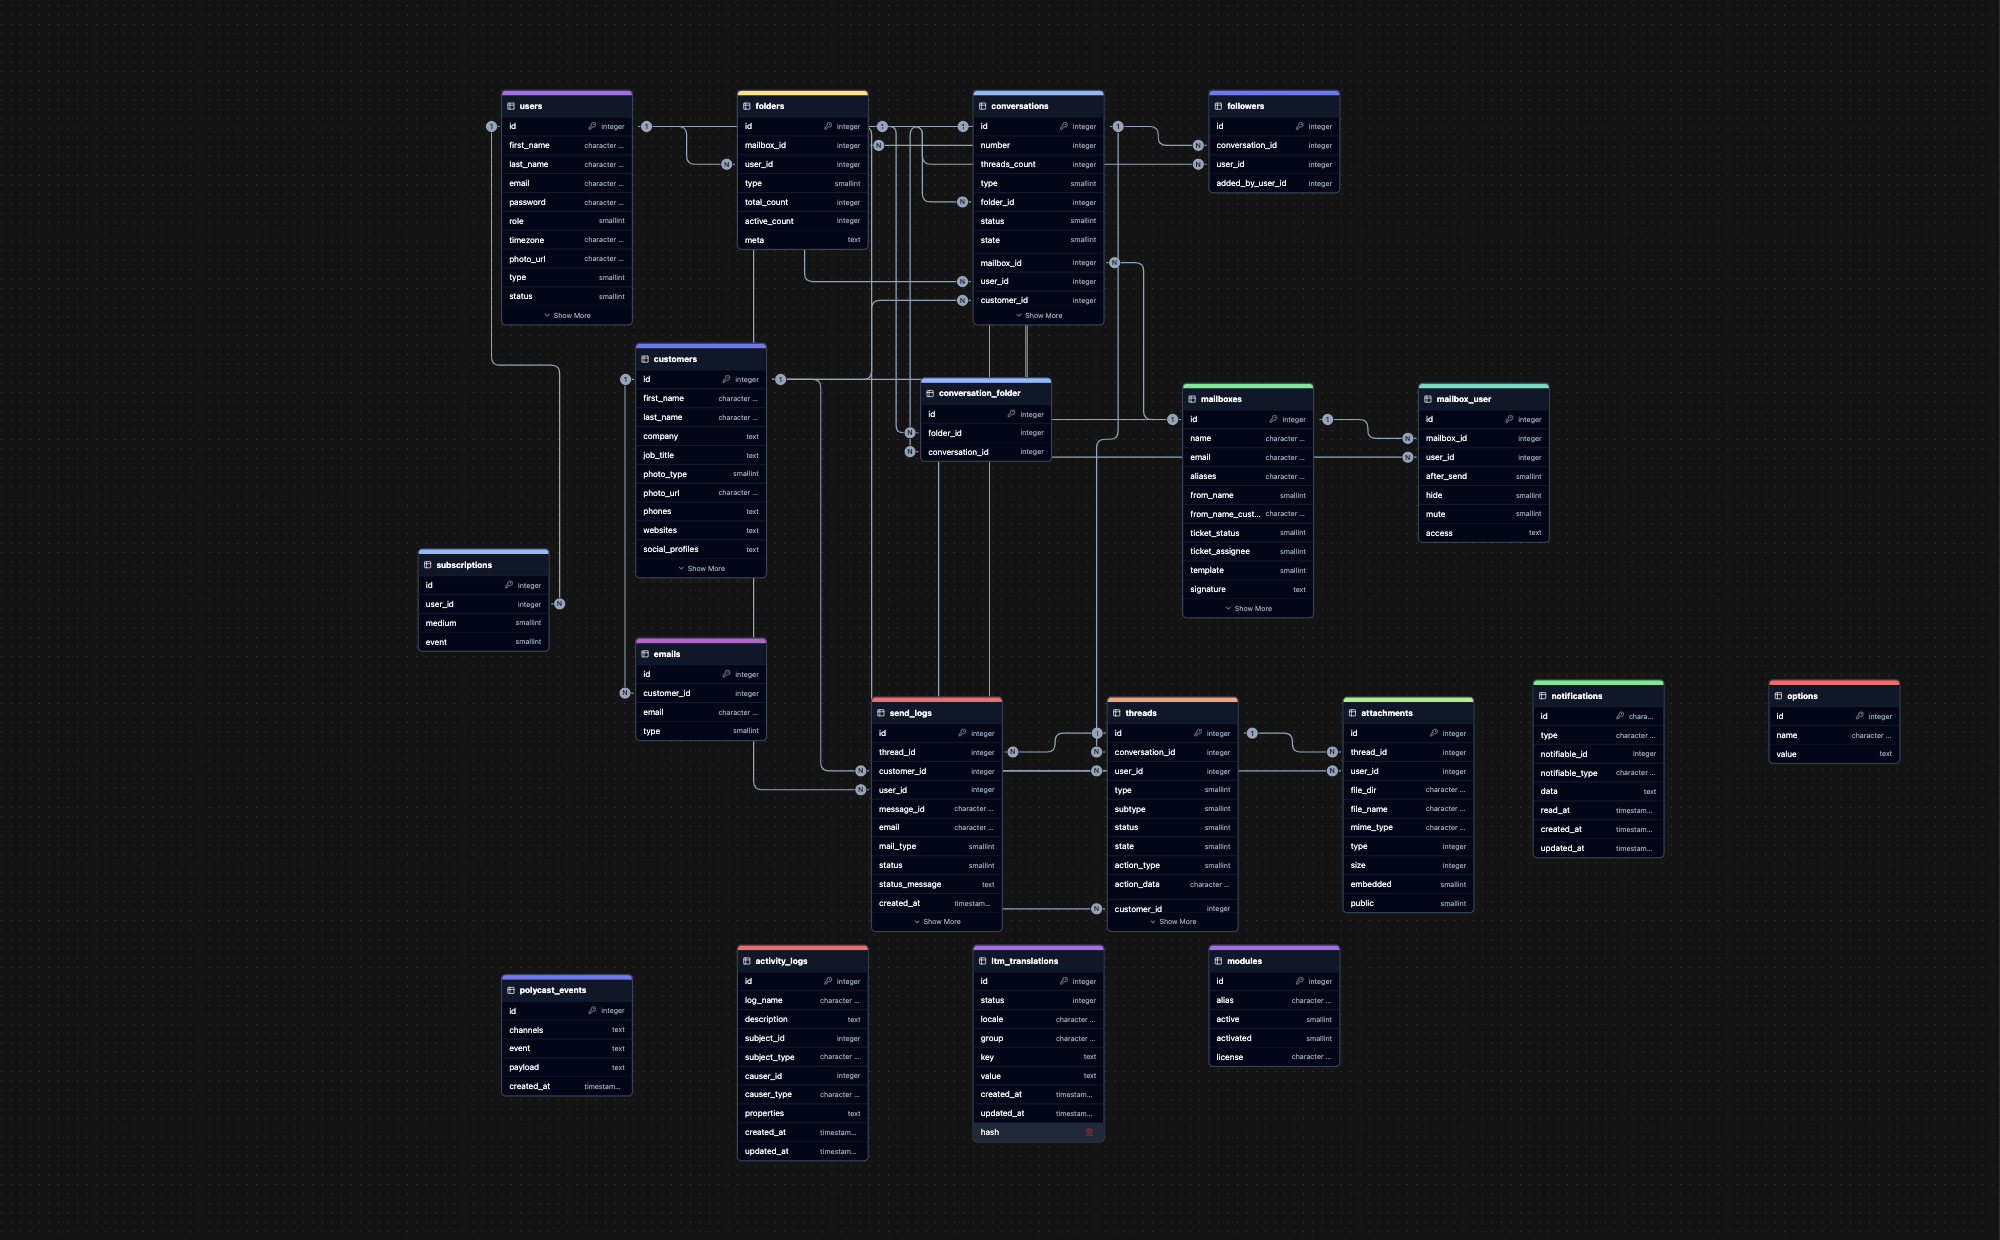 users
id integer
first_name character ...
last_name character ...
email character ...
password character ...
role smallint
timezone character ...
photo_url character ...
type smallint
status smallint
Show More
folders
id integer
mailbox_id integer
user_id integer
type smallint
total_count integer
active_count integer
meta text
conversations
id integer
number integer
threads_count integer
type smallint
folder_id integer
status smallint
state smallint
mailbox_id integer
user_id integer
customer_id integer
Show More
followers
id integer
conversation_id integer
user_id integer
added_by_user_id integer
customers
id integer
first_name character ...
last_name character ...
company text
job_title text
photo_type smallint
photo_url character ...
phones text
websites text
social_profiles text
Show More
conversation_folder
id integer
folder_id integer
conversation_id integer
mailboxes
id integer
name character ...
email character ...
aliases character ...
from_name smallint
from_name_cust... character ...
ticket_status smallint
ticket_assignee smallint
template smallint
signature text
Show More
mailbox_user
id integer
mailbox_id integer
user_id integer
after_send smallint
hide smallint
mute smallint
access text
subscriptions
id integer
user_id integer
medium smallint
event smallint
emails
id integer
customer_id integer
email character ...
type smallint
send_logs
id integer
thread_id integer
customer_id integer
user_id integer
message_id character ...
email character ...
mail_type smallint
status smallint
status_message text
created_at timestam...
Show More
threads
id integer
conversation_id integer
user_id integer
type smallint
subtype smallint
status smallint
state smallint
action_type smallint
action_data character ...
customer_id integer
Show More
attachments
id integer
thread_id integer
user_id integer
file_dir character ...
file_name character ...
mime_type character ...
type integer
size integer
embedded smallint
public smallint
notifications
id chara...
type character ...
notifiable_id integer
notifiable_type character ...
data text
read_at timestam...
created_at timestam...
updated_at timestam...
options
id integer
name character ...
value text
polycast_events
id integer
channels text
event text
payload text
created_at timestam...
activity_logs
id integer
log_name character ...
description text
subject_id integer
subject_type character ...
causer_id integer
causer_type character ...
properties text
created_at timestam...
updated_at timestam...
ltm_translations
id integer
status integer
locale character ...
group character ...
key text
value text
created_at timestam...
updated_at timestam...
hash
modules
id integer
alias character ...
active smallint
activated smallint
license character ...